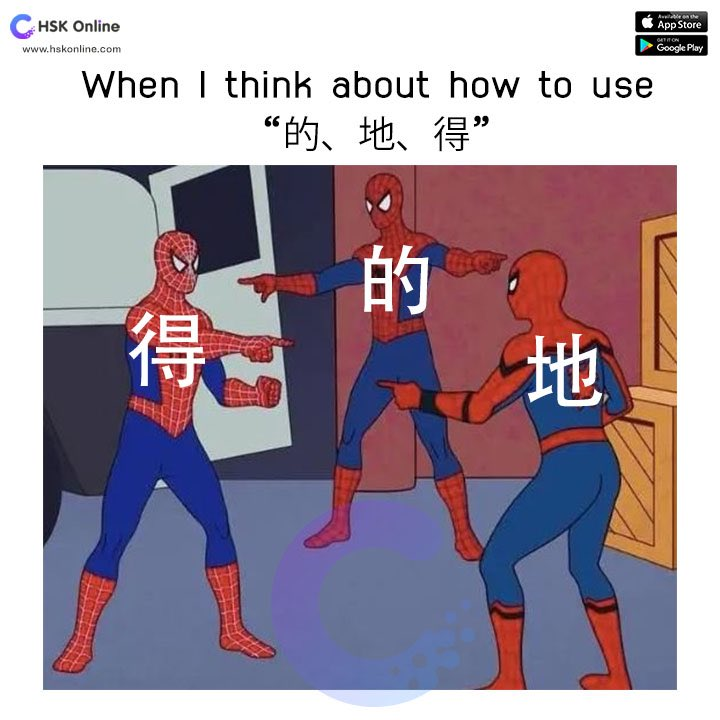 HSK Online
www.hskonline.com
Available on the
App Store
GET IT ON
Google Play
When I think about how to use
“的、地、得”
的
得
地